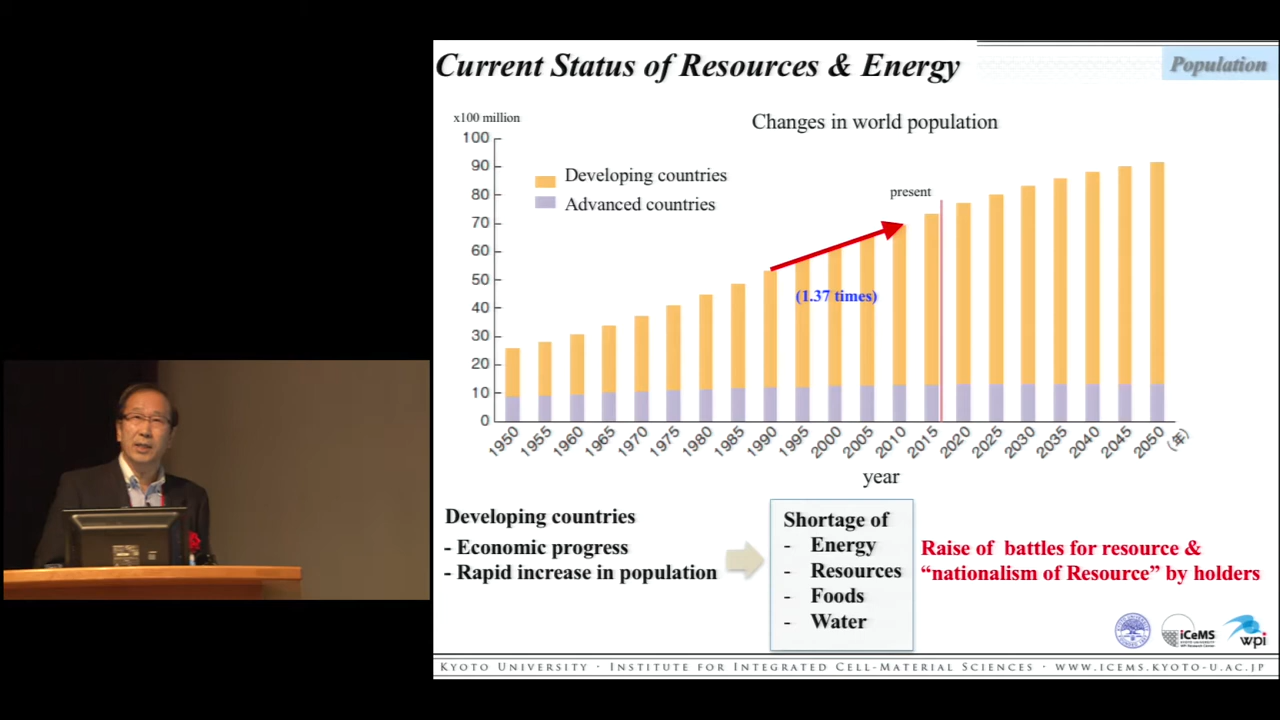 Current Status of Resources & Energy
Population
x100 million
Changes in world population
100
90
80
70
60
50
40
30
20
10
0
Developing countries
Advanced countries
present
(1.37 times)
1950 1955 1960 1965 1970 1975 1980 1985 1990 1995 2000 2005 2010 2015 2020 2025 2030 2035 2040 2045 2050 (年)
year
Developing countries
- Economic progress
- Rapid increase in population
Shortage of
- Energy
- Resources
- Foods
- Water
Raise of battles for resource &
“nationalism of Resource” by holders
iCeMS
wpi
KYOTO UNIVERSITY · INSTITUTE FOR INTEGRATED CELL-MATERIAL SCIENCES · WWW.ICEMS.KYOTO-U.AC.JP